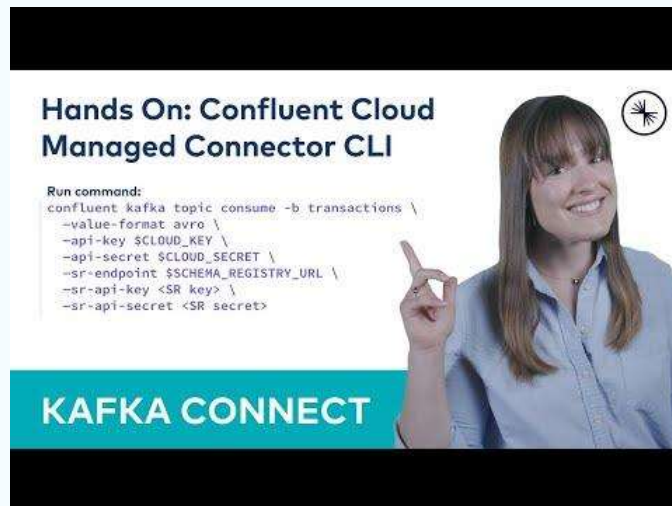 Hands On: Confluent Cloud
Managed Connector CLI
Run command:
confluent kafka topic consume -b transactions \
—value-format avro \
—api-key $CLOUD_KEY \
—api-secret $CLOUD_SECRET \
—sr-endpoint $SCHEMA_REGISTRY_URL \
—sr-api-key <SR key> \
—sr-api-secret <SR secret>
KAFKA CONNECT